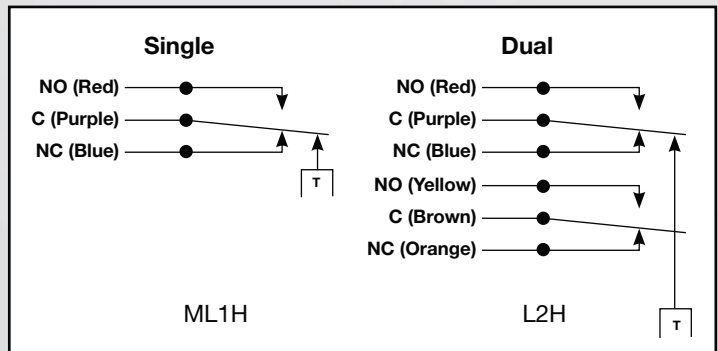 Single
NO (Red)
C (Purple)
NC (Blue)
T
ML1H
Dual
NO (Red)
C (Purple)
NC (Blue)
NO (Yellow)
C (Brown)
NC (Orange)
T
L2H